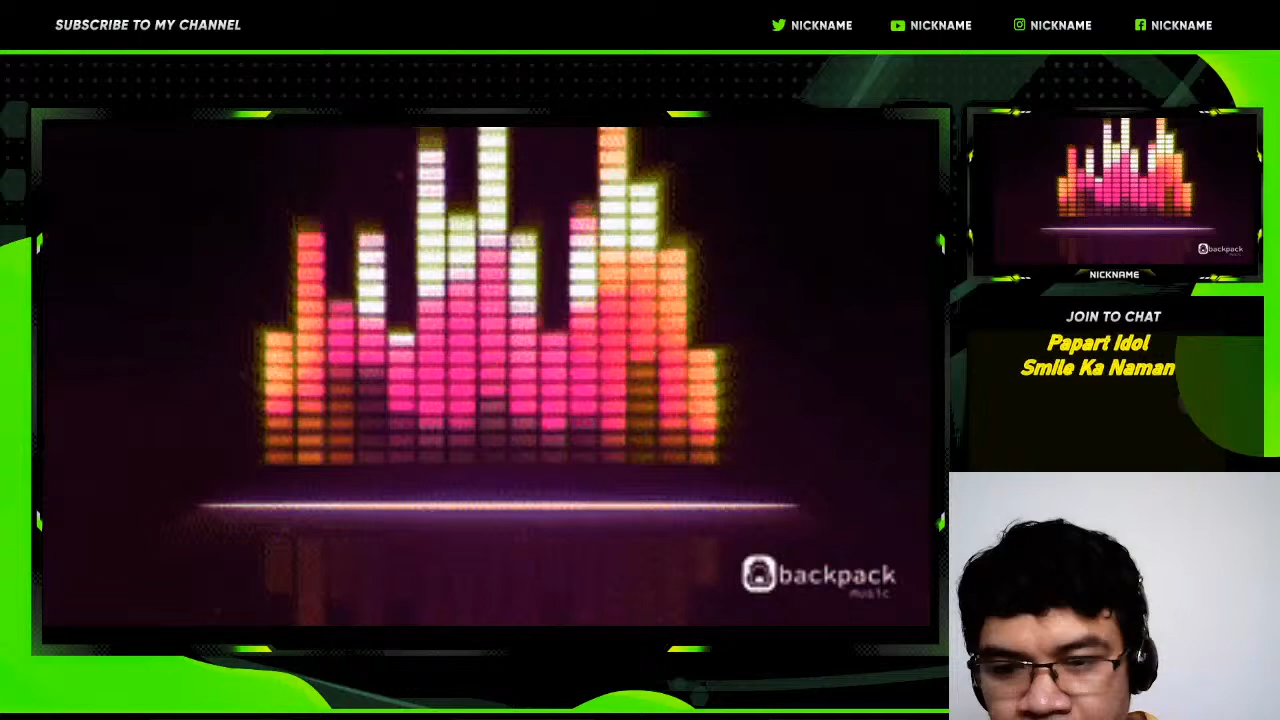 SUBSCRIBE TO MY CHANNEL
NICKNAME
NICKNAME
NICKNAME
NICKNAME
backpack
music
backpack
NICKNAME
JOIN TO CHAT
Papart Idol
Smile Ka Naman